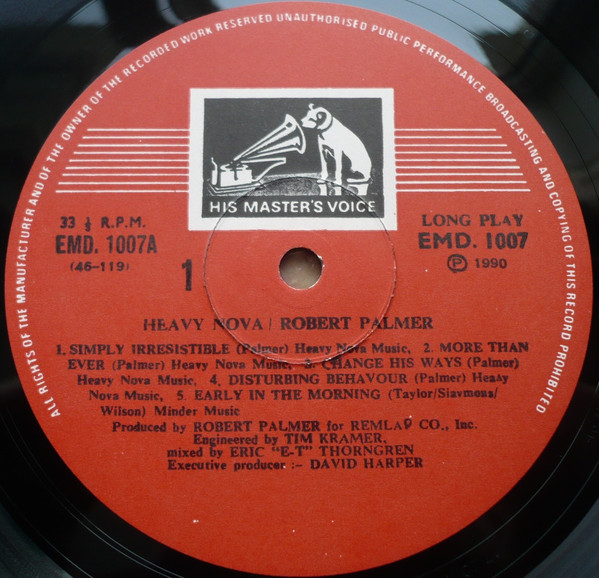 ALL RIGHTS OF THE MANUFACTURER AND OF THE OWNER OF THE RECORDED WORK RESERVED UNAUTHORISED PUBLIC PERFORMANCE BROADCASTING AND COPYING OF THIS RECORD PROHIBITED
HIS MASTER'S VOICE
33 ⅓ R.P.M.
EMD. 1007A
(46-119)
1
LONG PLAY
EMD. 1007
Ⓟ 1990
HEAVY NOVA / ROBERT PALMER
1. SIMPLY IRRESISTIBLE (Palmer) Heavy Nova Music, 2. MORE THAN
EVER (Palmer) Heavy Nova Music, 3. CHANGE HIS WAYS (Palmer)
Heavy Nova Music, 4. DISTURBING BEHAVOUR (Palmer) Heavy
Nova Music, 5. EARLY IN THE MORNING (Taylor/Siavmona/
Wilson) Minder Music
Produced by ROBERT PALMER for REMLAP CO., Inc.
Engineered by TIM KRAMER,
mixed by ERIC "E-T" THORNGREN
Executive producer :- DAVID HARPER